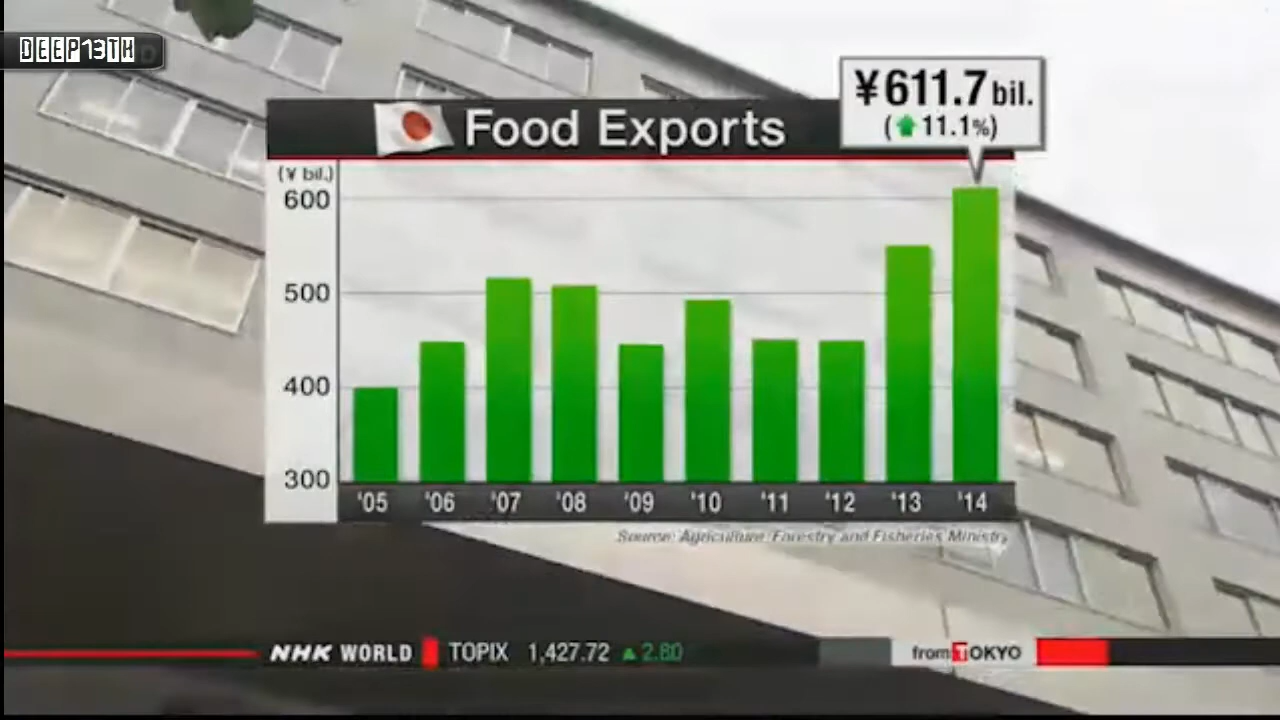 DEEP13TH
¥611.7 bil.
(11.1%)
Food Exports
(¥ bil.)
600
500
400
300
'05 '06 '07 '08 '09 '10 '11 '12 '13 '14
Source: Agriculture, Forestry and Fisheries Ministry
NHK WORLD TOPIX 1,427.72 ▲2.80 from TOKYO